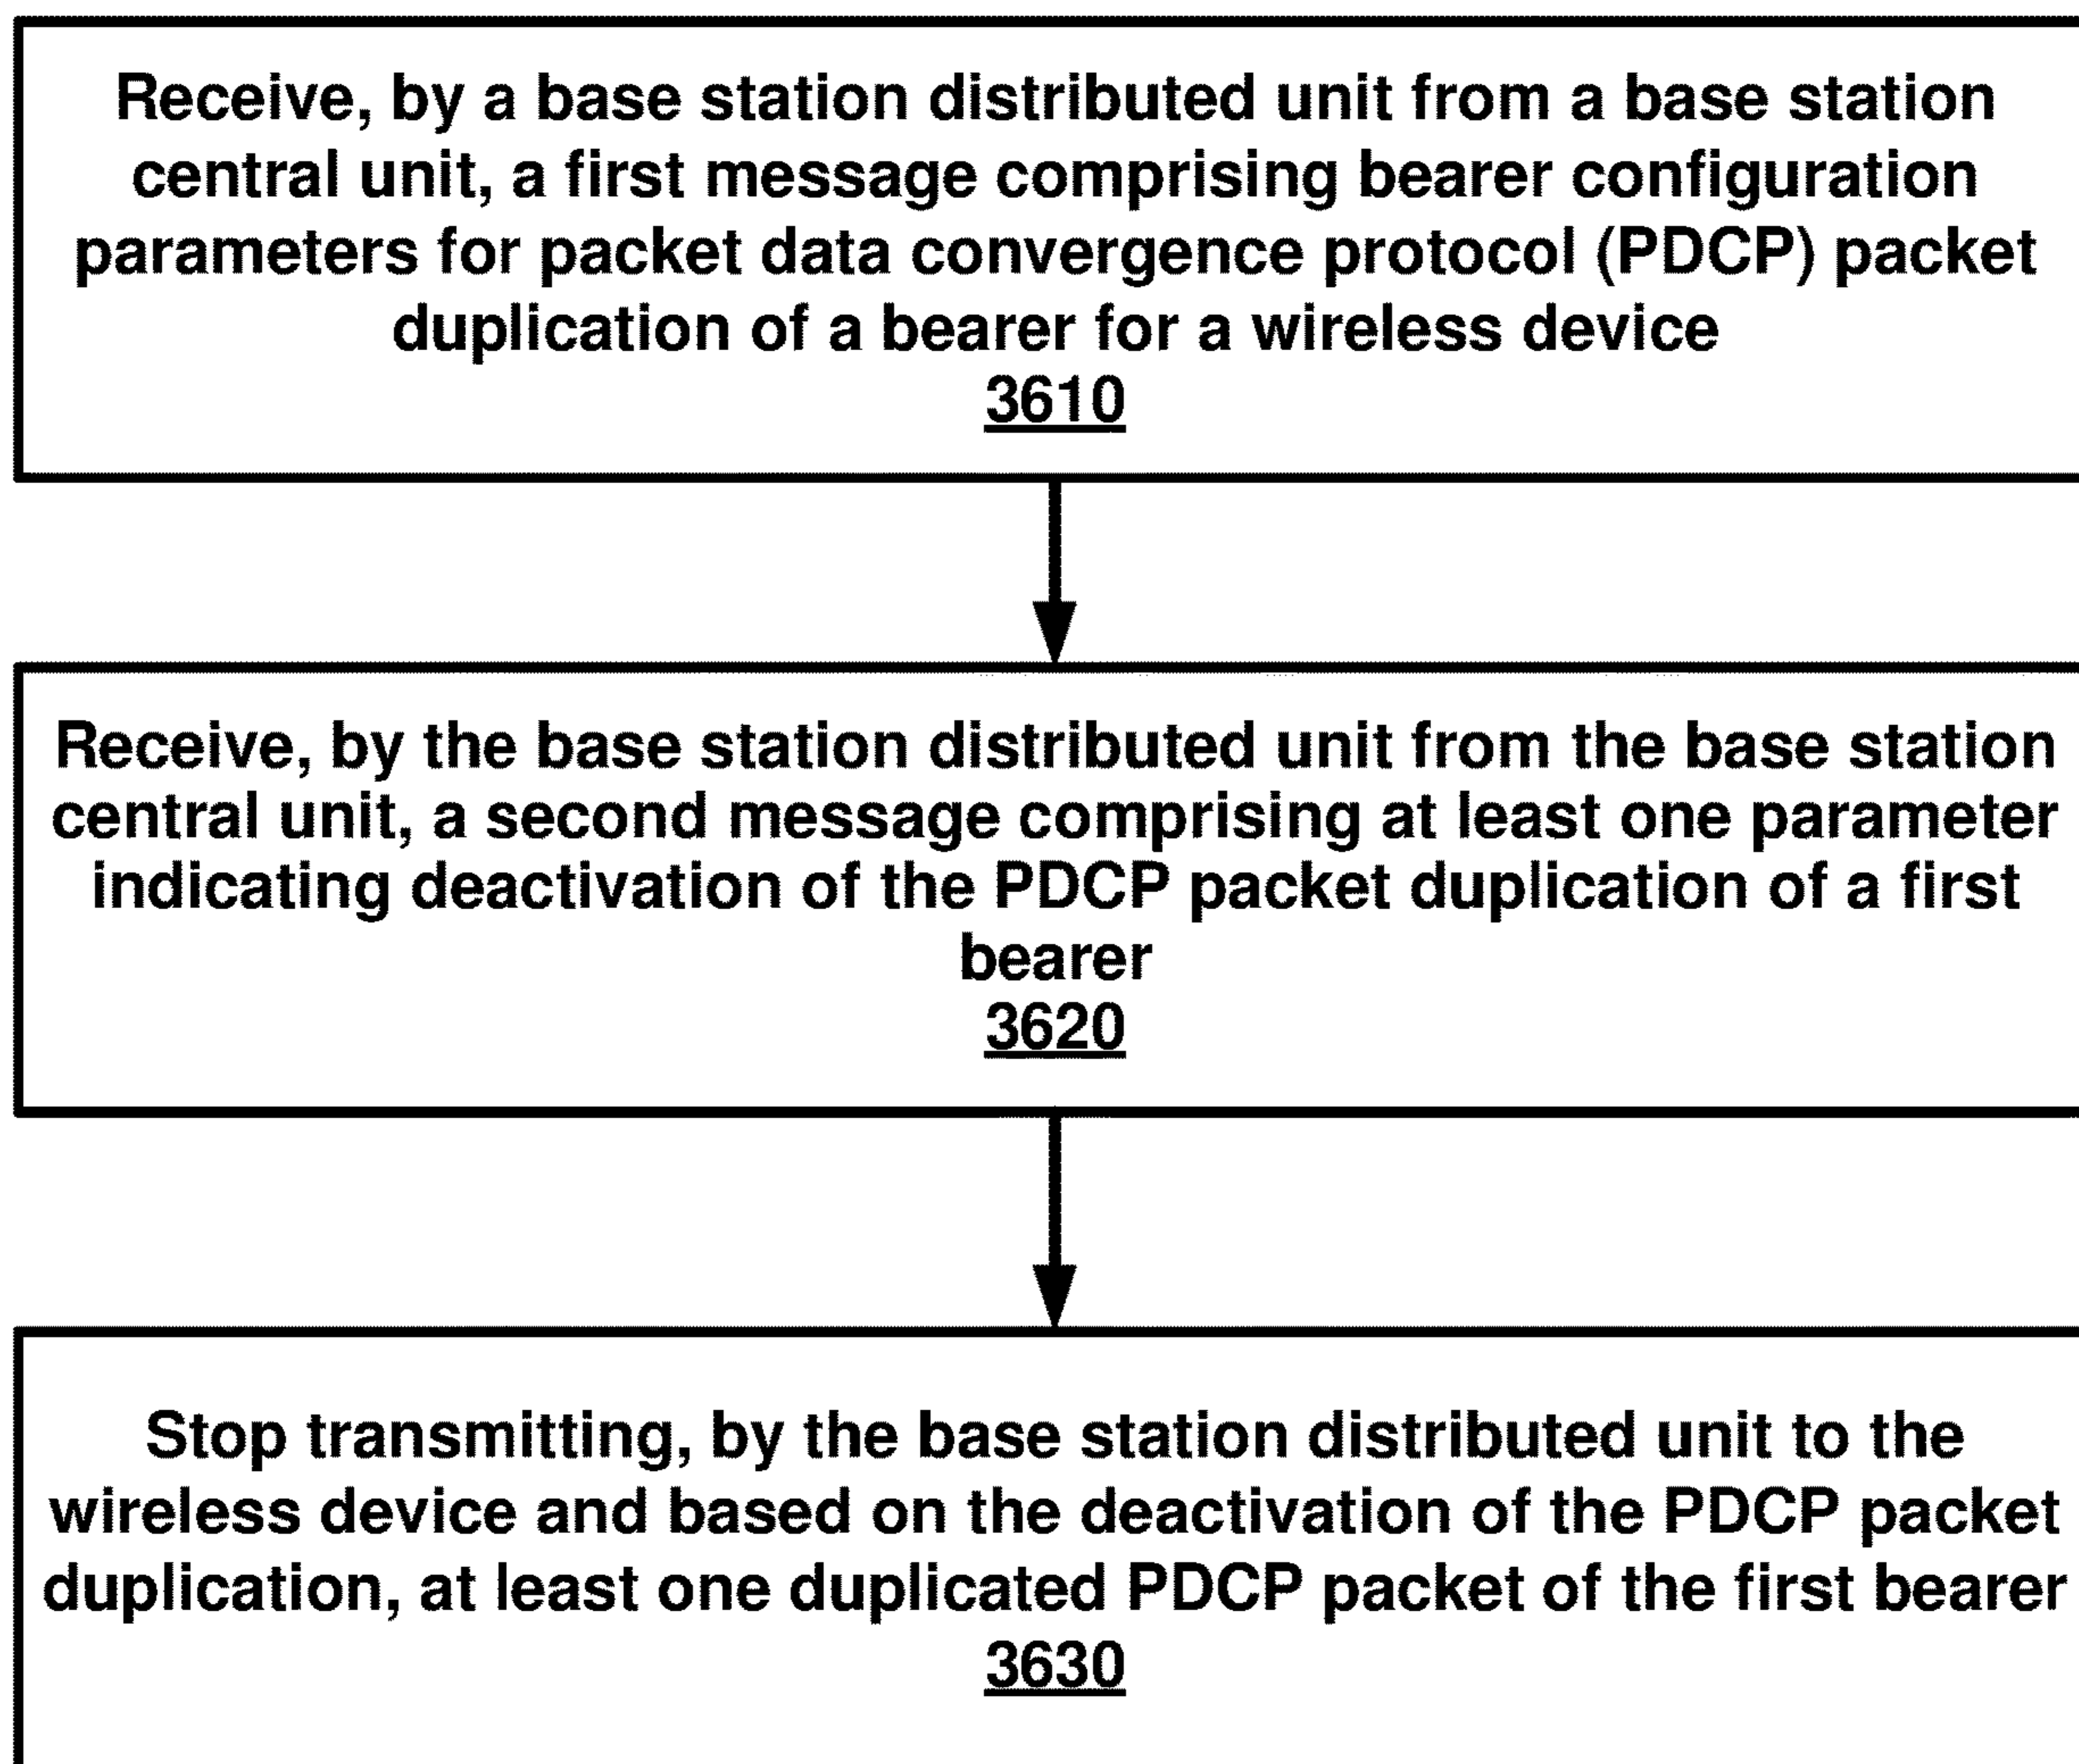 Receive, by a base station distributed unit from a base station
central unit, a first message comprising bearer configuration
parameters for packet data convergence protocol (PDCP) packet
duplication of a bearer for a wireless device
3610
Receive, by the base station distributed unit from the base station
central unit, a second message comprising at least one parameter
indicating deactivation of the PDCP packet duplication of a first
bearer
3620
Stop transmitting, by the base station distributed unit to the
wireless device and based on the deactivation of the PDCP packet
duplication, at least one duplicated PDCP packet of the first bearer
3630